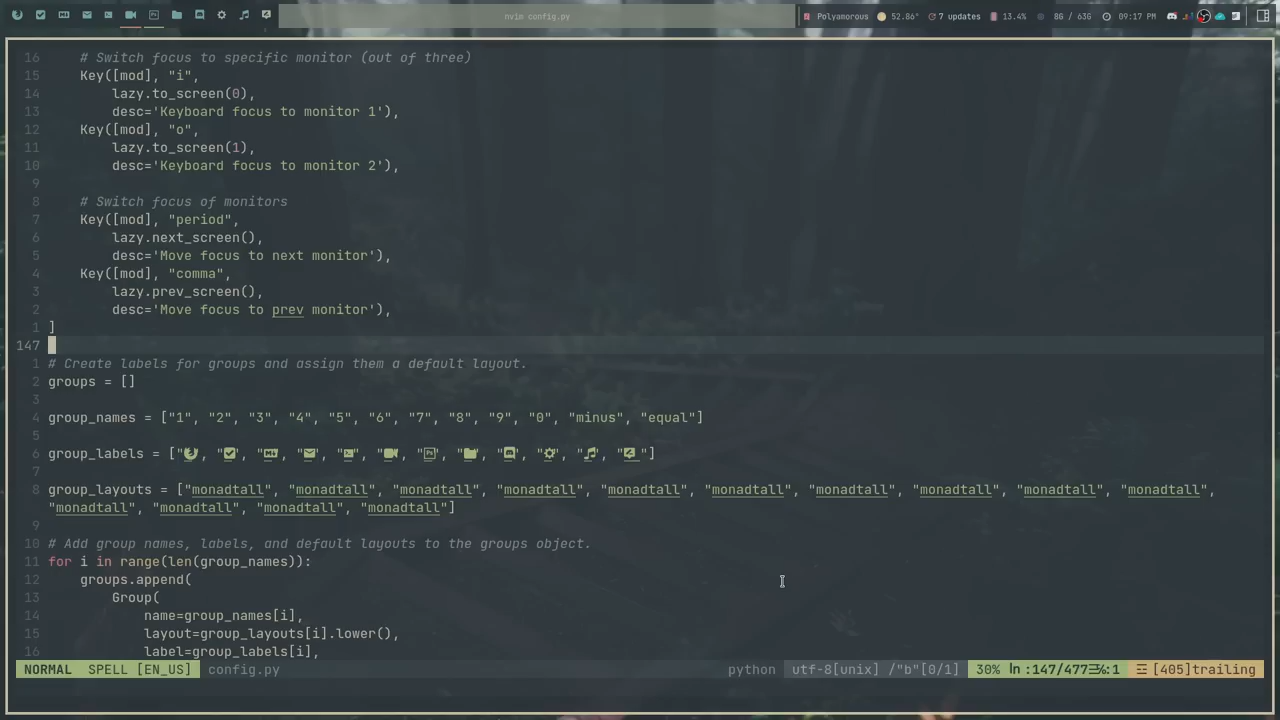 nvim config.py
Polyamorous 52.86° 7 updates 13.4% 8G / 63G 09:17 PM
16 # Switch focus to specific monitor (out of three)
15 Key([mod], "i",
14 lazy.to_screen(0),
13 desc='Keyboard focus to monitor 1'),
12 Key([mod], "o",
11 lazy.to_screen(1),
10 desc='Keyboard focus to monitor 2'),
9
8 # Switch focus of monitors
7 Key([mod], "period",
6 lazy.next_screen(),
5 desc='Move focus to next monitor'),
4 Key([mod], "comma",
3 lazy.prev_screen(),
2 desc='Move focus to prev monitor'),
1 ]
147
1 # Create labels for groups and assign them a default layout.
2 groups = []
3
4 group_names = ["1", "2", "3", "4", "5", "6", "7", "8", "9", "0", "minus", "equal"]
5
6 group_labels = ["", "", "", "", "", "", "", "", "", "", "", ""]
7
8 group_layouts = ["monadtall", "monadtall", "monadtall", "monadtall", "monadtall", "monadtall", "monadtall", "monadtall", "monadtall", "monadtall",
"monadtall", "monadtall", "monadtall", "monadtall"]
9
10 # Add group names, labels, and default layouts to the groups object.
11 for i in range(len(group_names)):
12 groups.append(
13 Group(
14 name=group_names[i],
15 layout=group_layouts[i].lower(),
16 label=group_labels[i],
NORMAL SPELL [EN_US] config.py python utf-8[unix] /"b"[0/1] 30% ln :147/477☰℅:1 ☲ [405]trailing